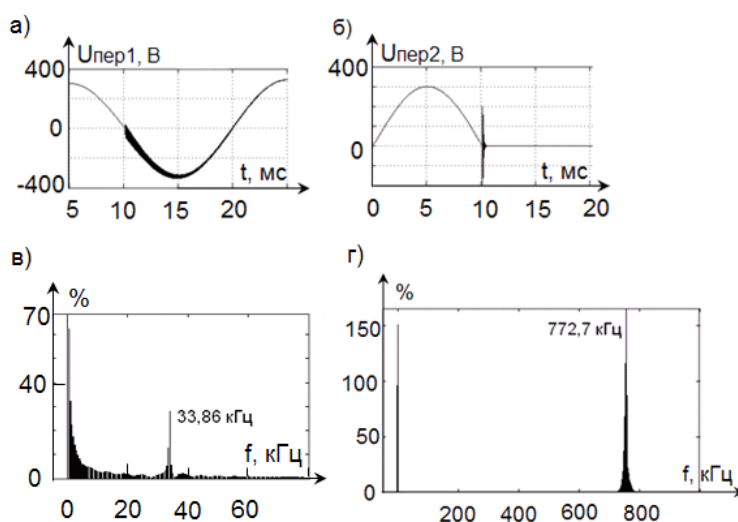 а)
Uпер1, В
400
0
-400
t, мс
5 10 15 20
б)
Uпер2, В
400
0
t, мс
0 5 10 15 20
в)
%
70
40
0
33,86 кГц
f, кГц
0 20 40 60
г)
%
150
100
50
0
772,7 кГц
f, кГц
200 400 600 800